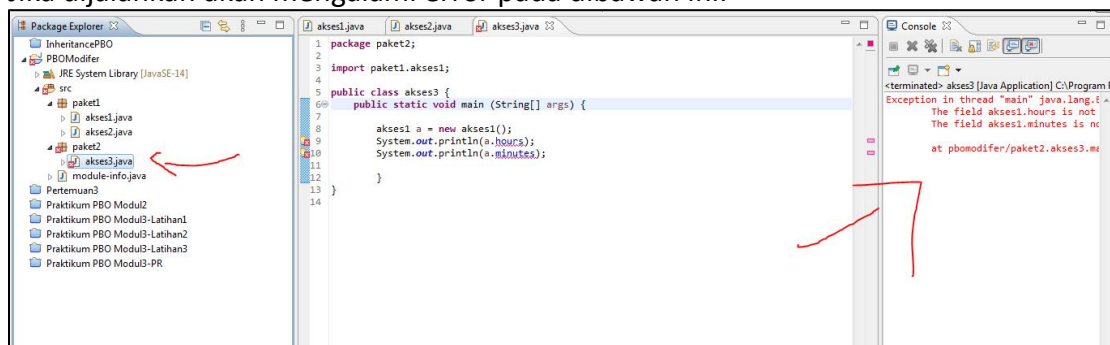 Package Explorer
InheritancePBO
PBOModifer
JRE System Library [JavaSE-14]
src
paket1
akses1.java
akses2.java
paket2
akses3.java
module-info.java
Pertemuan3
Praktikum PBO Modul2
Praktikum PBO Modul3-Latihan1
Praktikum PBO Modul3-Latihan2
Praktikum PBO Modul3-Latihan3
Praktikum PBO Modul3-PR
akses1.java akses2.java akses3.java
1 package paket2;
2
3 import paket1.akses1;
4
5 public class akses3 {
6 public static void main (String[] args) {
7
8 akses1 a = new akses1();
9 System.out.println(a.hours);
10 System.out.println(a.minutes);
11
12 }
13 }
14
Console
<terminated> akses3 [Java Application] C:\Program
Exception in thread "main" java.lang.
The field akses1.hours is not
The field akses1.minutes is
at pbomodifer/paket2.akses3.